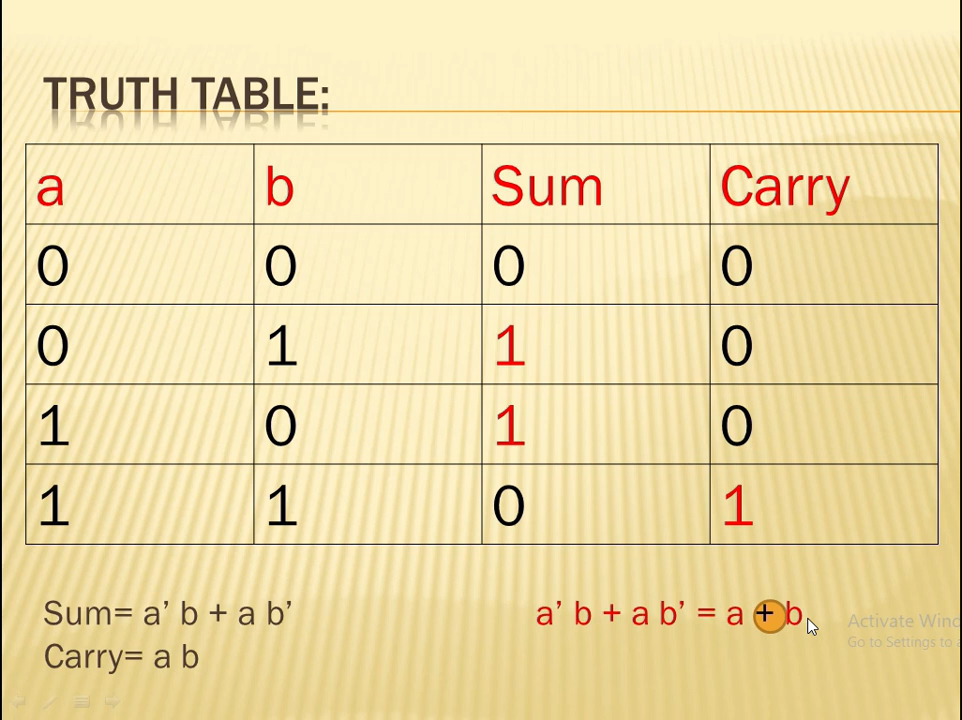 TRUTH TABLE:
a b Sum Carry
0 0 0 0
0 1 1 0
1 0 1 0
1 1 0 1
Sum= a’ b + a b’
a’ b + a b’ = a + b
Carry= a b
Activate Wind
Go to Settings to a